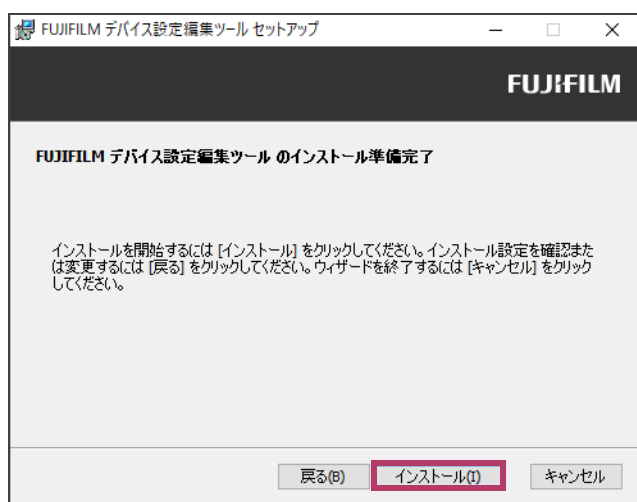 FUJIFILM デバイス設定編集ツール セットアップ
FUJIFILM
FUJIFILM デバイス設定編集ツール のインストール準備完了
インストールを開始するには [インストール] をクリックしてください。インストール設定を確認また
は変更するには [戻る] をクリックしてください。ウィザードを終了するには [キャンセル] をクリック
してください。
戻る(B) インストール(I) キャンセル